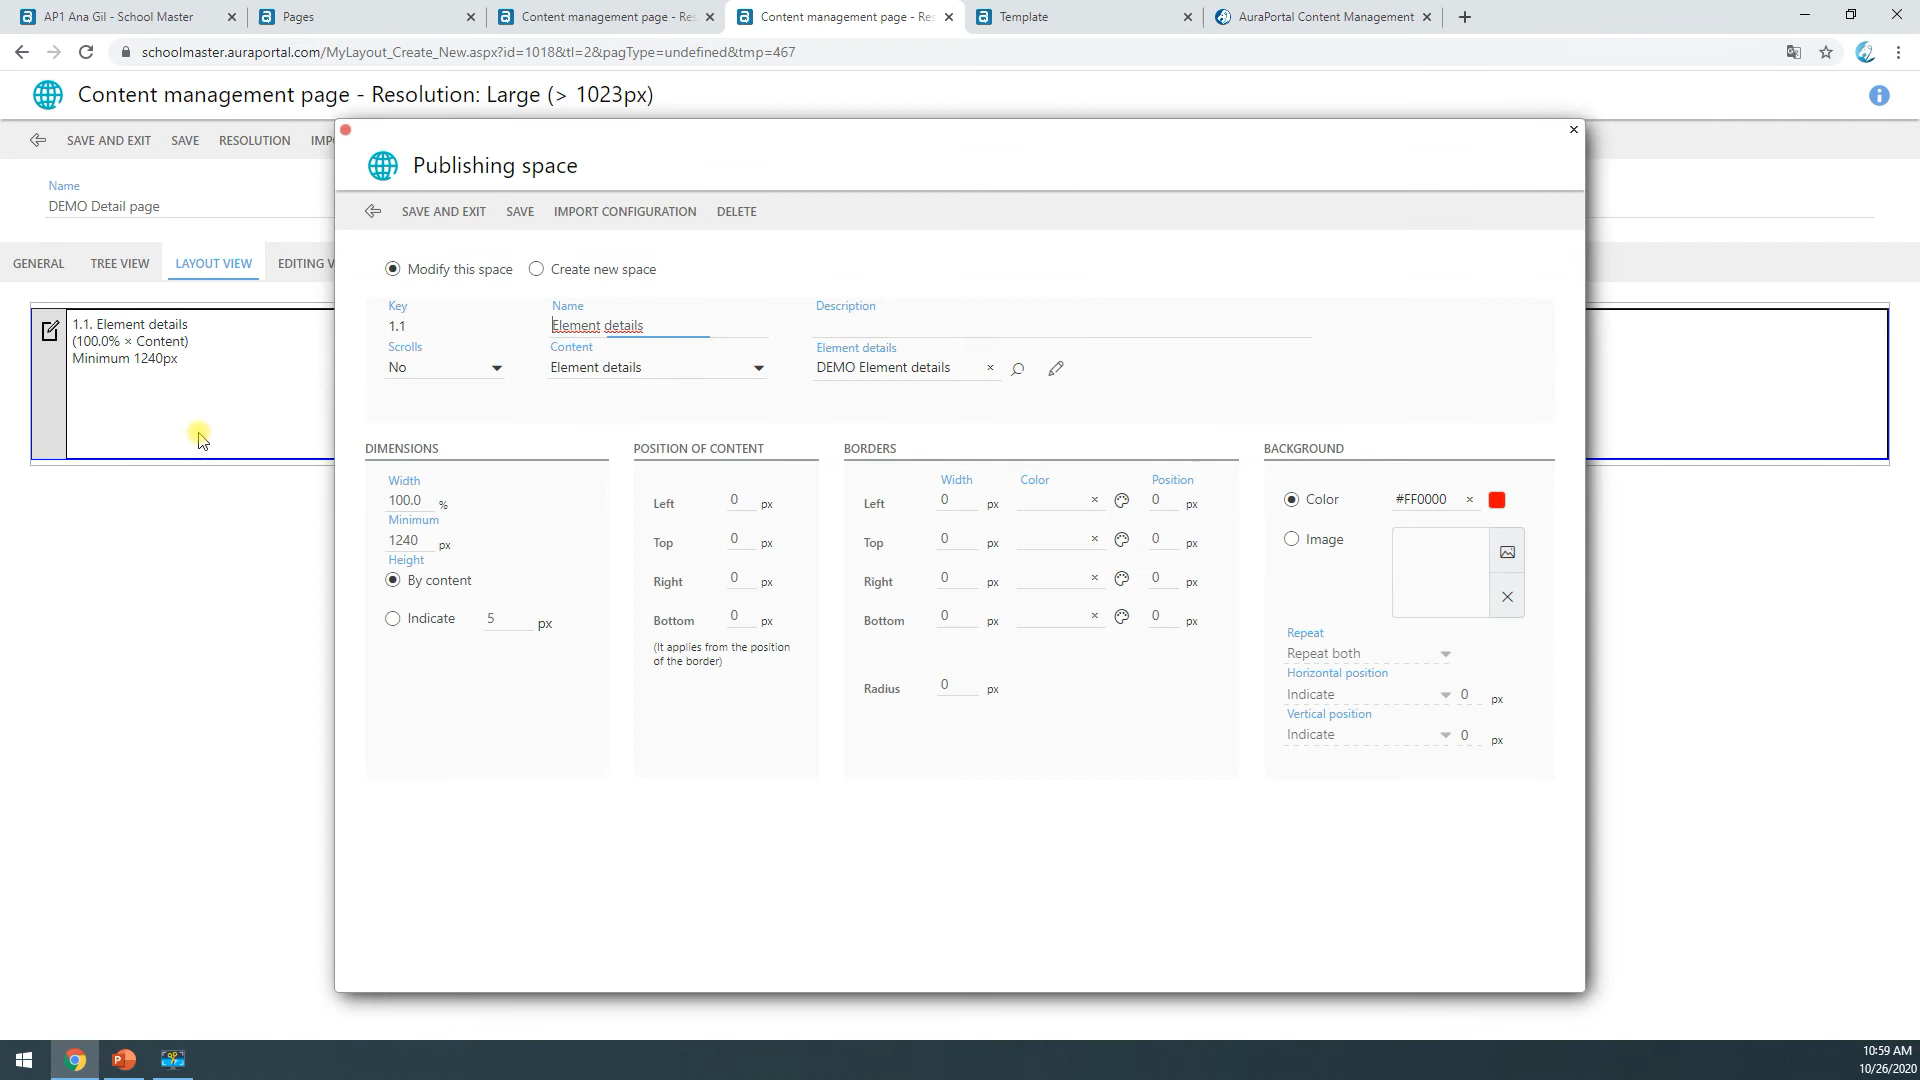 AP1 Ana Gil - School Master
Pages
Content management page - Res
Content management page - Res
Template
AuraPortal Content Management
schoolmaster.auraportal.com/MyLayout_Create_New.aspx?id=1018&tl=2&pagType=undefined&tmp=467
Content management page - Resolution: Large (> 1023px)
SAVE AND EXIT SAVE RESOLUTION IMPO
Name
DEMO Detail page
GENERAL TREE VIEW LAYOUT VIEW EDITING V
1.1. Element details
(100.0% × Content)
Minimum 1240px
Publishing space
SAVE AND EXIT SAVE IMPORT CONFIGURATION DELETE
Modify this space Create new space
Key Name Description
1.1 Element details
Scrolls Content Element details
No Element details DEMO Element details
DIMENSIONS
Width
100.0 %
Minimum
1240 px
Height
By content
Indicate 5 px
POSITION OF CONTENT
Left 0 px
Top 0 px
Right 0 px
Bottom 0 px
(It applies from the position
of the border)
BORDERS
Width Color Position
Left 0 px 0 px
Top 0 px 0 px
Right 0 px 0 px
Bottom 0 px 0 px
Radius 0 px
BACKGROUND
Color #FF0000
Image
Repeat
Repeat both
Horizontal position
Indicate 0 px
Vertical position
Indicate 0 px
10:59 AM
10/26/2020